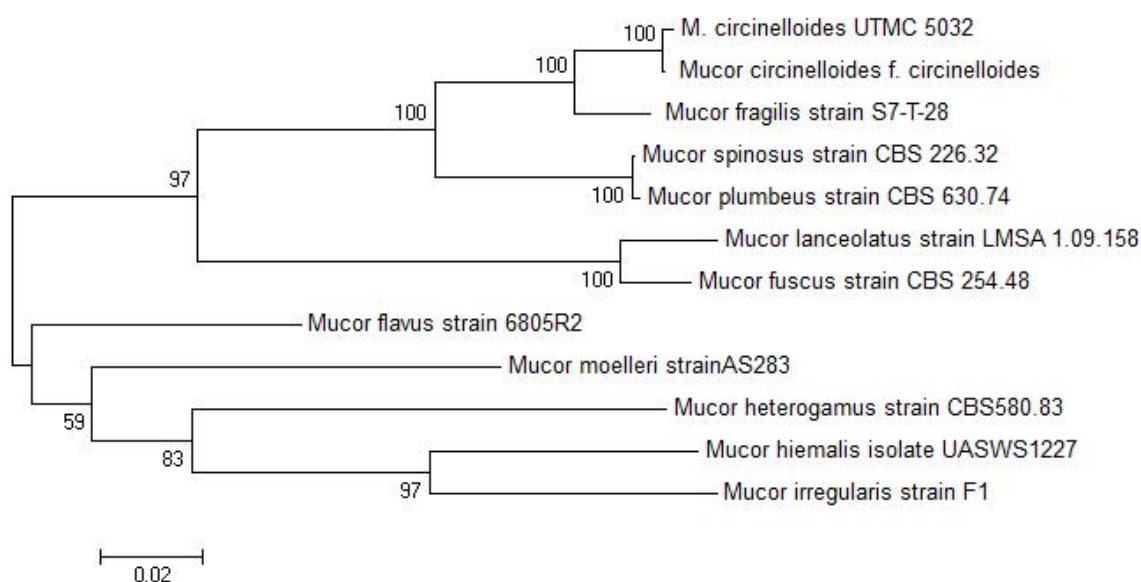 M. circinelloides UTMC 5032
100
Mucor circinelloides f. circinelloides
100
Mucor fragilis strain S7-T-28
100
Mucor spinosus strain CBS 226.32
97
100
Mucor plumbeus strain CBS 630.74
Mucor lanceolatus strain LMSA 1.09.158
100
Mucor fuscus strain CBS 254.48
Mucor flavus strain 6805R2
Mucor moelleri strainAS283
59
Mucor heterogamus strain CBS580.83
83
Mucor hiemalis isolate UASWS1227
97
Mucor irregularis strain F1
0.02